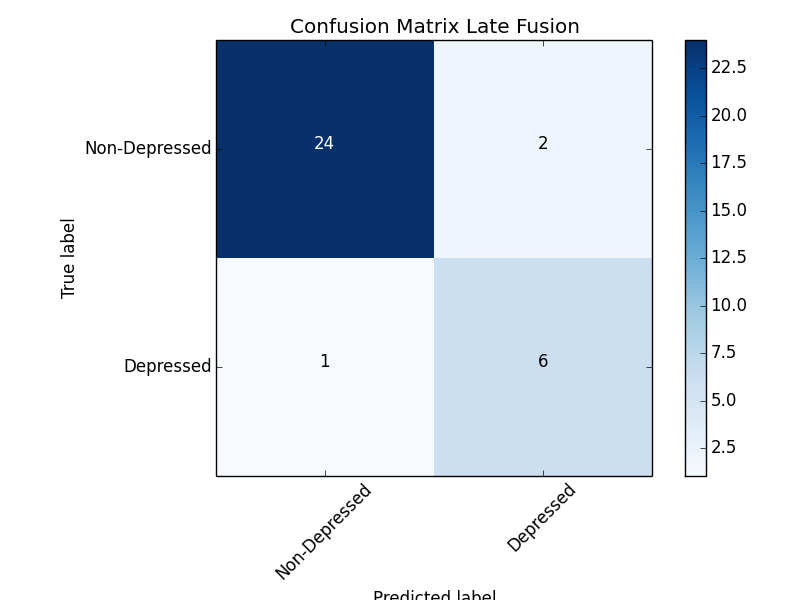 Confusion Matrix Late Fusion
True label
Non-Depressed
24
2
Depressed
1
6
Non-Depressed
Depressed
Predicted label
22.5
20.0
17.5
15.0
12.5
10.0
7.5
5.0
2.5